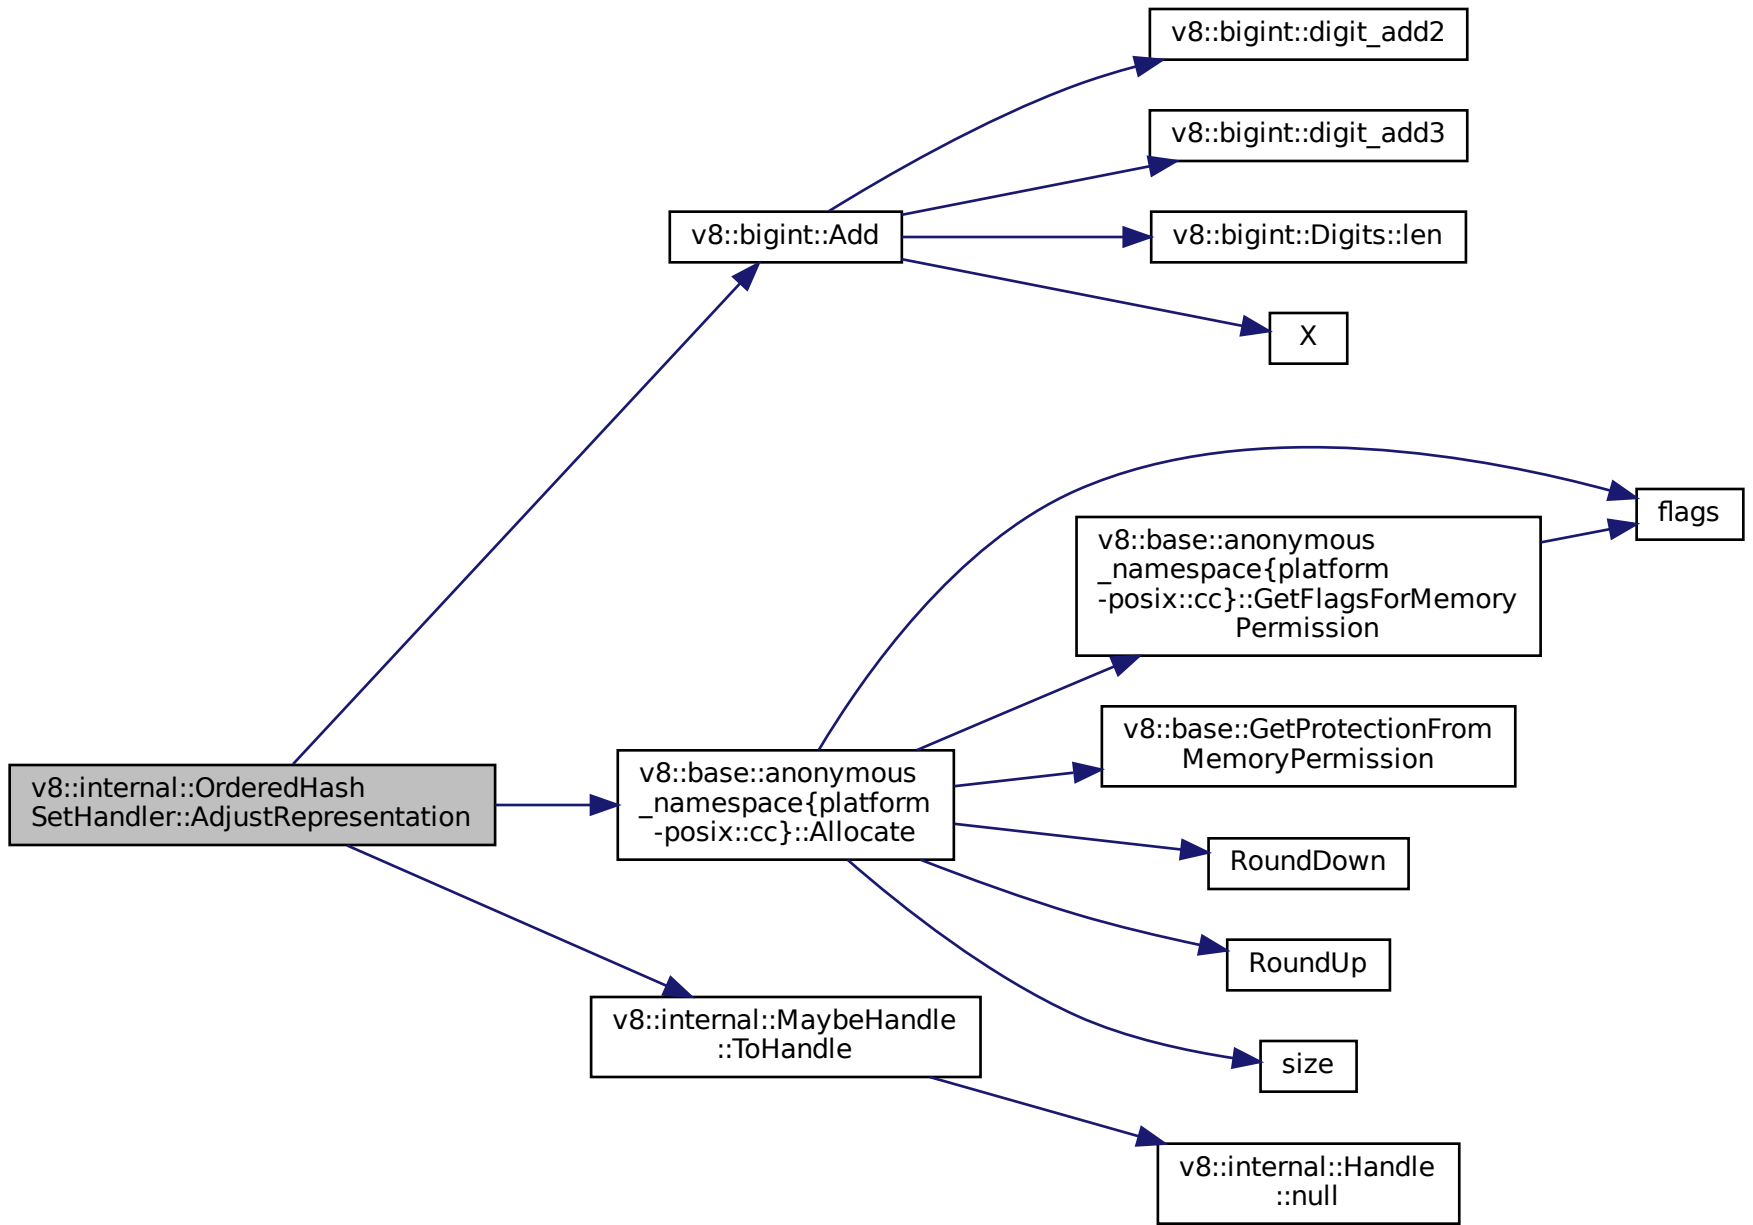 v8::bigint::digit_add2
v8::bigint::digit_add3
v8::bigint::Add
v8::bigint::Digits::len
X
flags
v8::base::anonymous
_namespace{platform
-posix::cc}::GetFlagsForMemory
Permission
v8::base::GetProtectionFrom
MemoryPermission
v8::internal::OrderedHash
SetHandler::AdjustRepresentation
v8::base::anonymous
_namespace{platform
-posix::cc}::Allocate
RoundDown
RoundUp
v8::internal::MaybeHandle
::ToHandle
size
v8::internal::Handle
::null